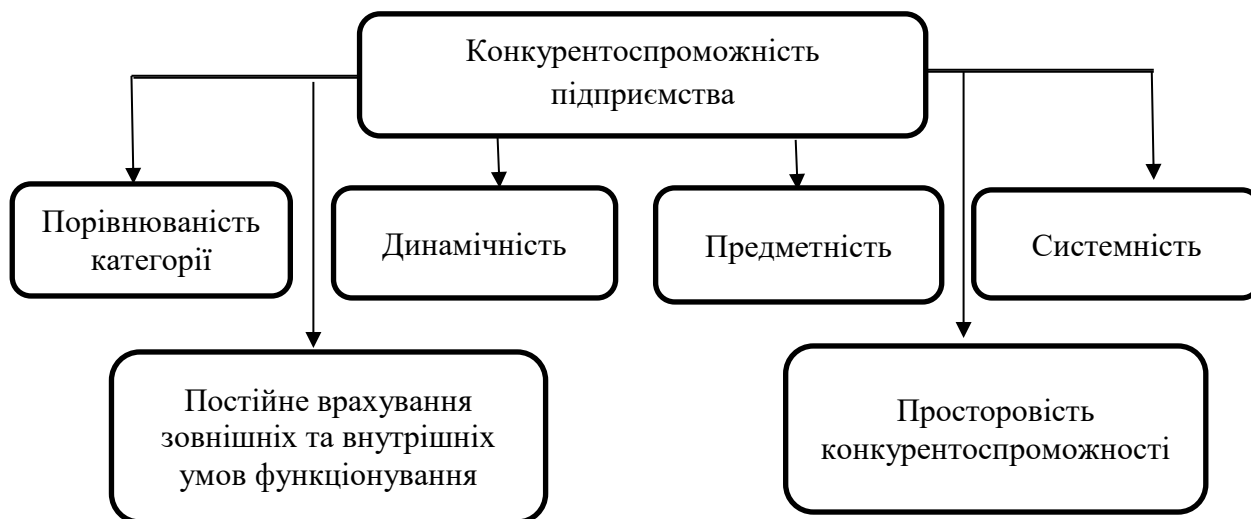 Конкурентоспроможність
підприємства
Порівнюваність
категорії
Динамічність
Предметність
Системність
Постійне врахування
зовнішніх та внутрішніх
умов функціонування
Просторовість
конкурентоспроможності